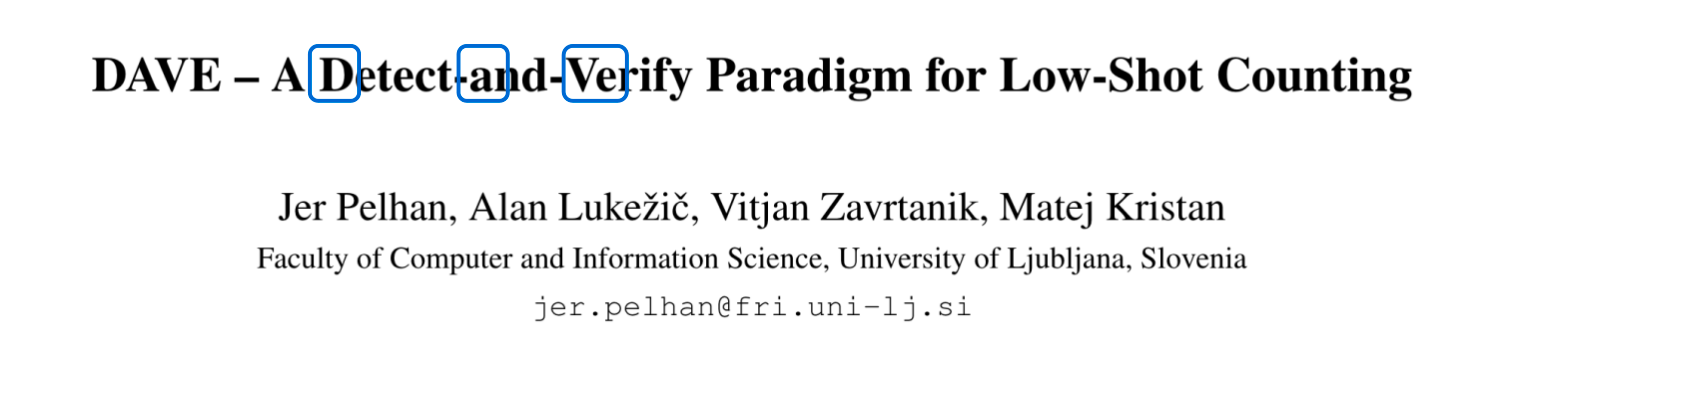 DAVE – A Detect-and-Verify Paradigm for Low-Shot Counting
Jer Pelhan, Alan Lukežič, Vitjan Zavrtanik, Matej Kristan
Faculty of Computer and Information Science, University of Ljubljana, Slovenia
jer.pelhan@fri.uni-lj.si